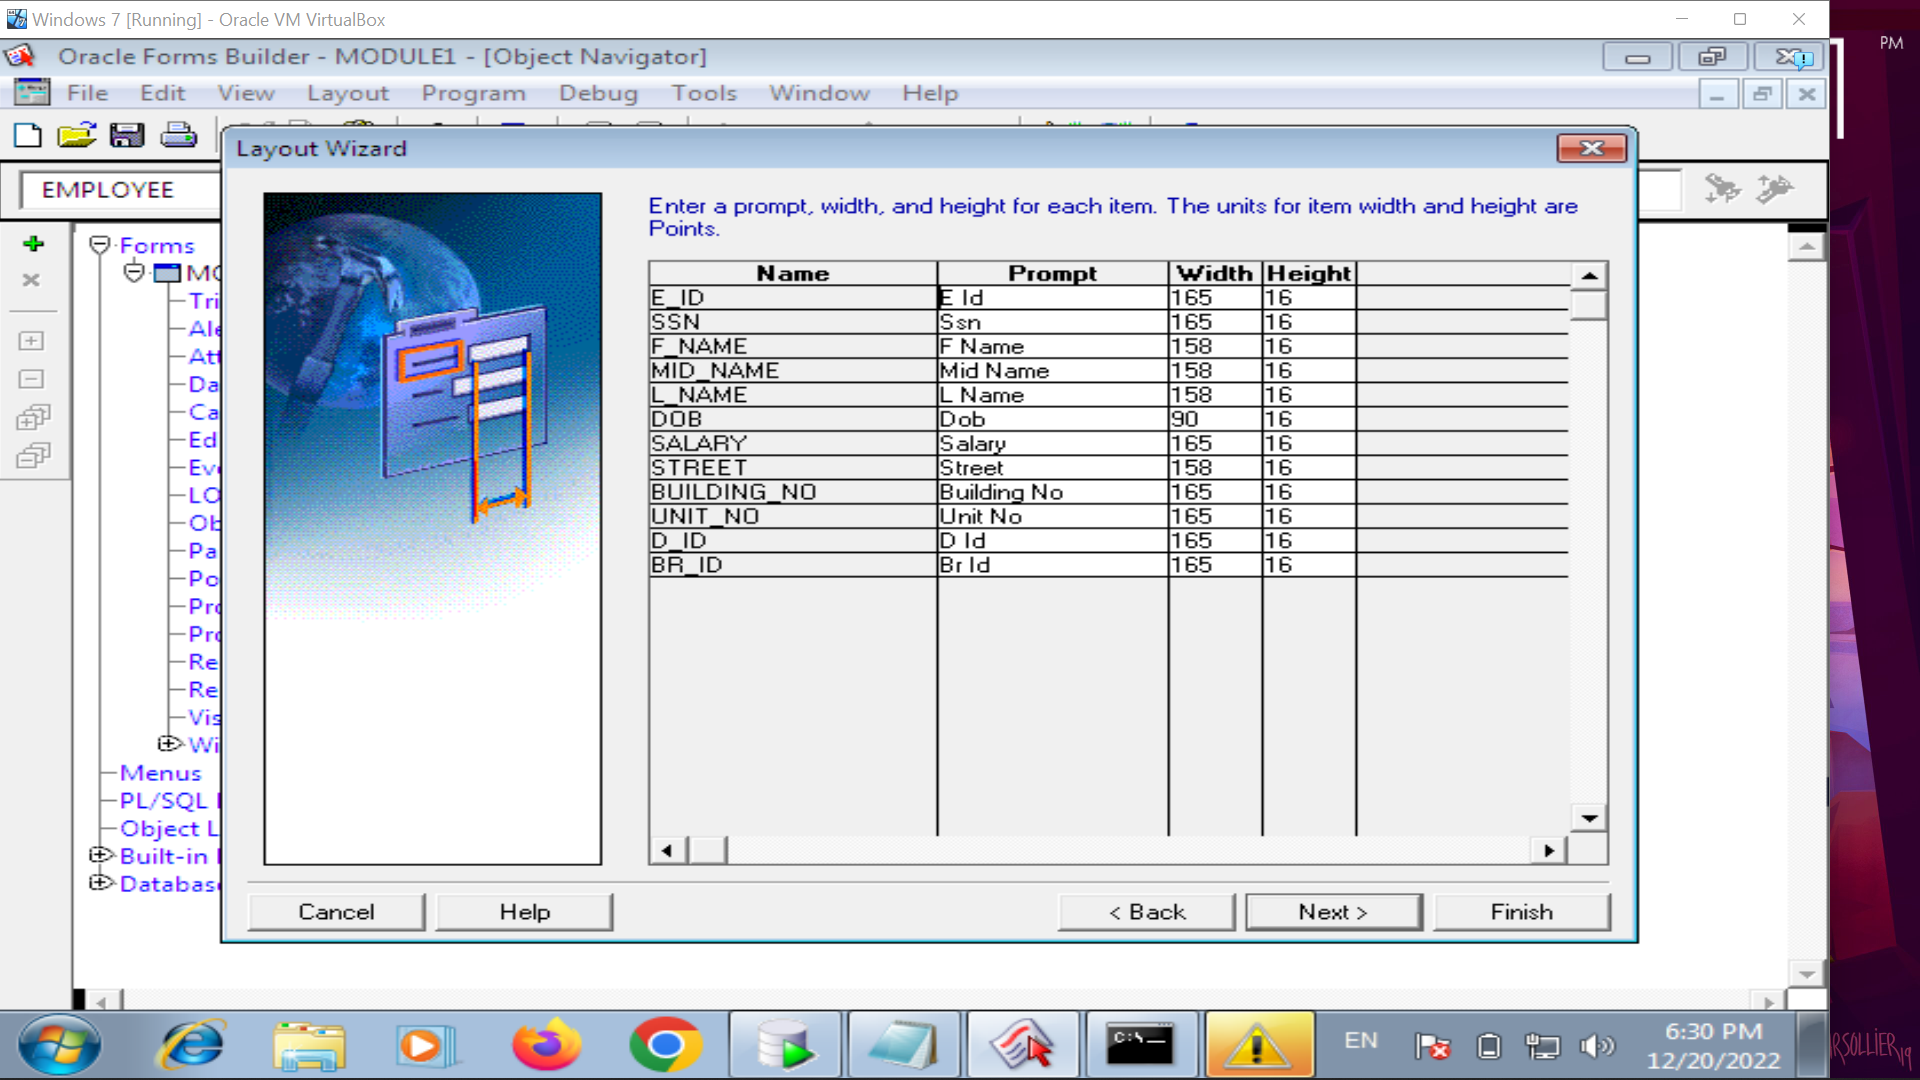 Windows 7 [Running] - Oracle VM VirtualBox
PM
Oracle Forms Builder - MODULE1 - [Object Navigator]
File Edit View Layout Program Debug Tools Window Help
Layout Wizard
EMPLOYEE
Enter a prompt, width, and height for each item. The units for item width and height are
Points.
Name Prompt Width Height
E_ID E Id 165 16
SSN Ssn 165 16
F_NAME F Name 158 16
MID_NAME Mid Name 158 16
L_NAME L Name 158 16
DOB Dob 90 16
SALARY Salary 165 16
STREET Street 158 16
BUILDING_NO Building No 165 16
UNIT_NO Unit No 165 16
D_ID D Id 165 16
BR_ID Br Id 165 16
Forms
MO
Tri
Ale
Att
Da
Ca
Ed
Eve
LO
Ob
Pa
Po
Pro
Pro
Re
Re
Vis
Wi
Menus
PL/SQL
Object L
Built-in
Database
Cancel Help < Back Next > Finish
C:\_
EN
6:30 PM
12/20/2022